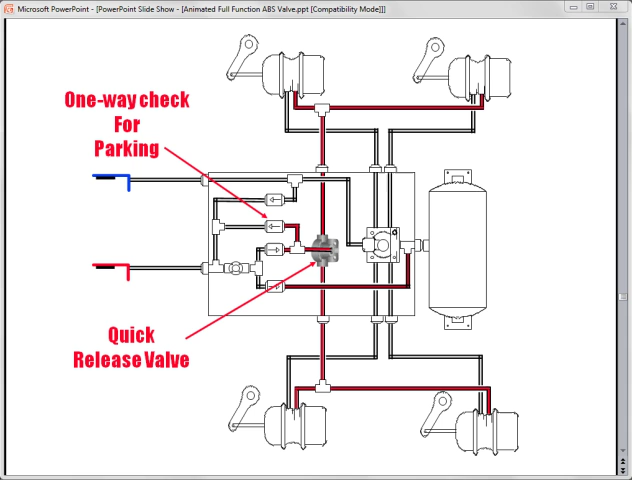 Microsoft PowerPoint - [PowerPoint Slide Show - [Animated Full Function ABS Valve.ppt [Compatibility Mode]]]
One-way check
For
Parking
Quick
Release Valve